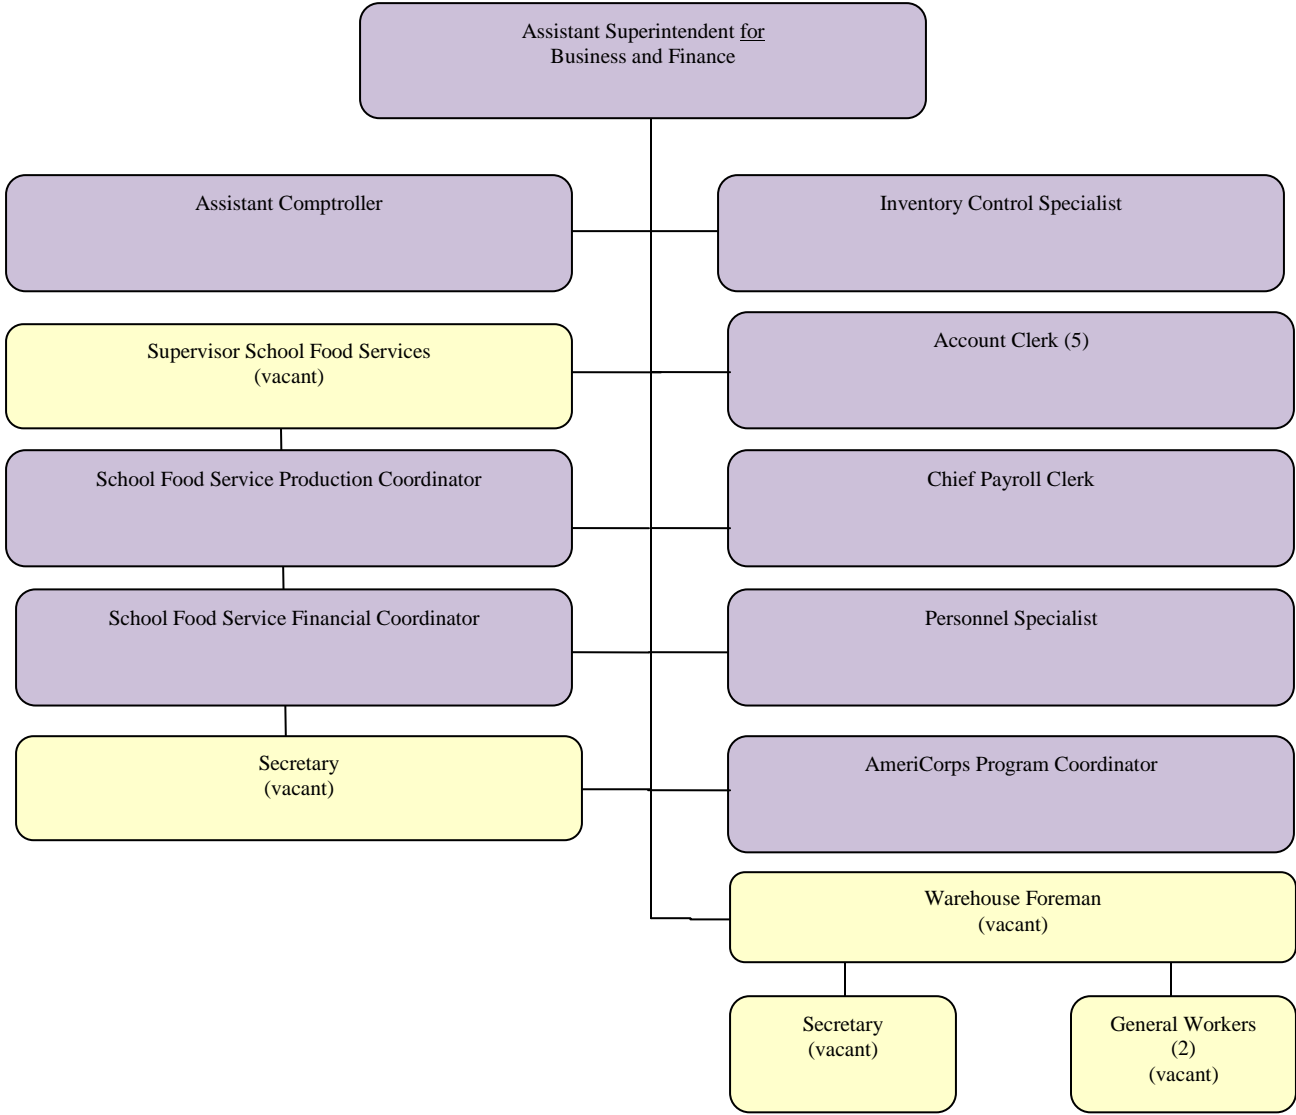 Assistant Superintendent for
Business and Finance
Assistant Comptroller
Inventory Control Specialist
Supervisor School Food Services
(vacant)
Account Clerk (5)
School Food Service Production Coordinator
Chief Payroll Clerk
School Food Service Financial Coordinator
Personnel Specialist
Secretary
(vacant)
AmeriCorps Program Coordinator
Warehouse Foreman
(vacant)
Secretary
(vacant)
General Workers
(2)
(vacant)